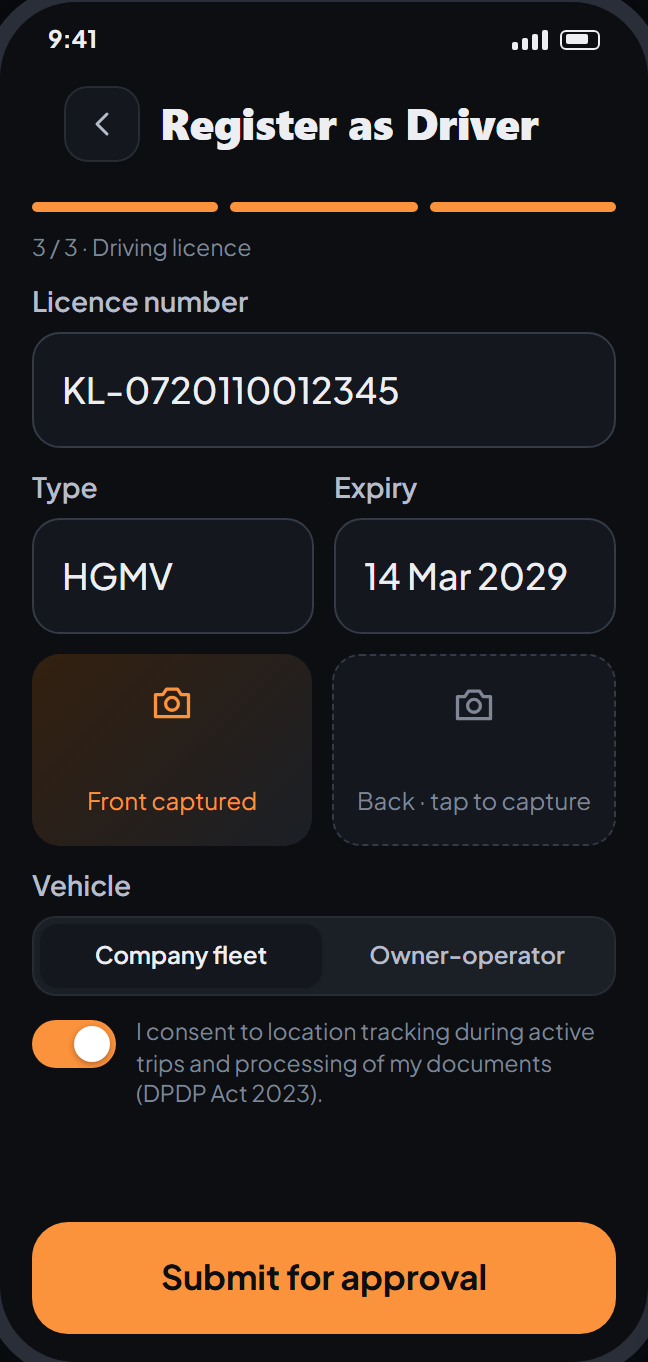 9:41
Register as Driver
3 / 3 · Driving licence
Licence number
KL-0720110012345
Type
Expiry
HGMV
14 Mar 2029
Front captured
Back · tap to capture
Vehicle
Company fleet
Owner-operator
I consent to location tracking during active
trips and processing of my documents
(DPDP Act 2023).
Submit for approval